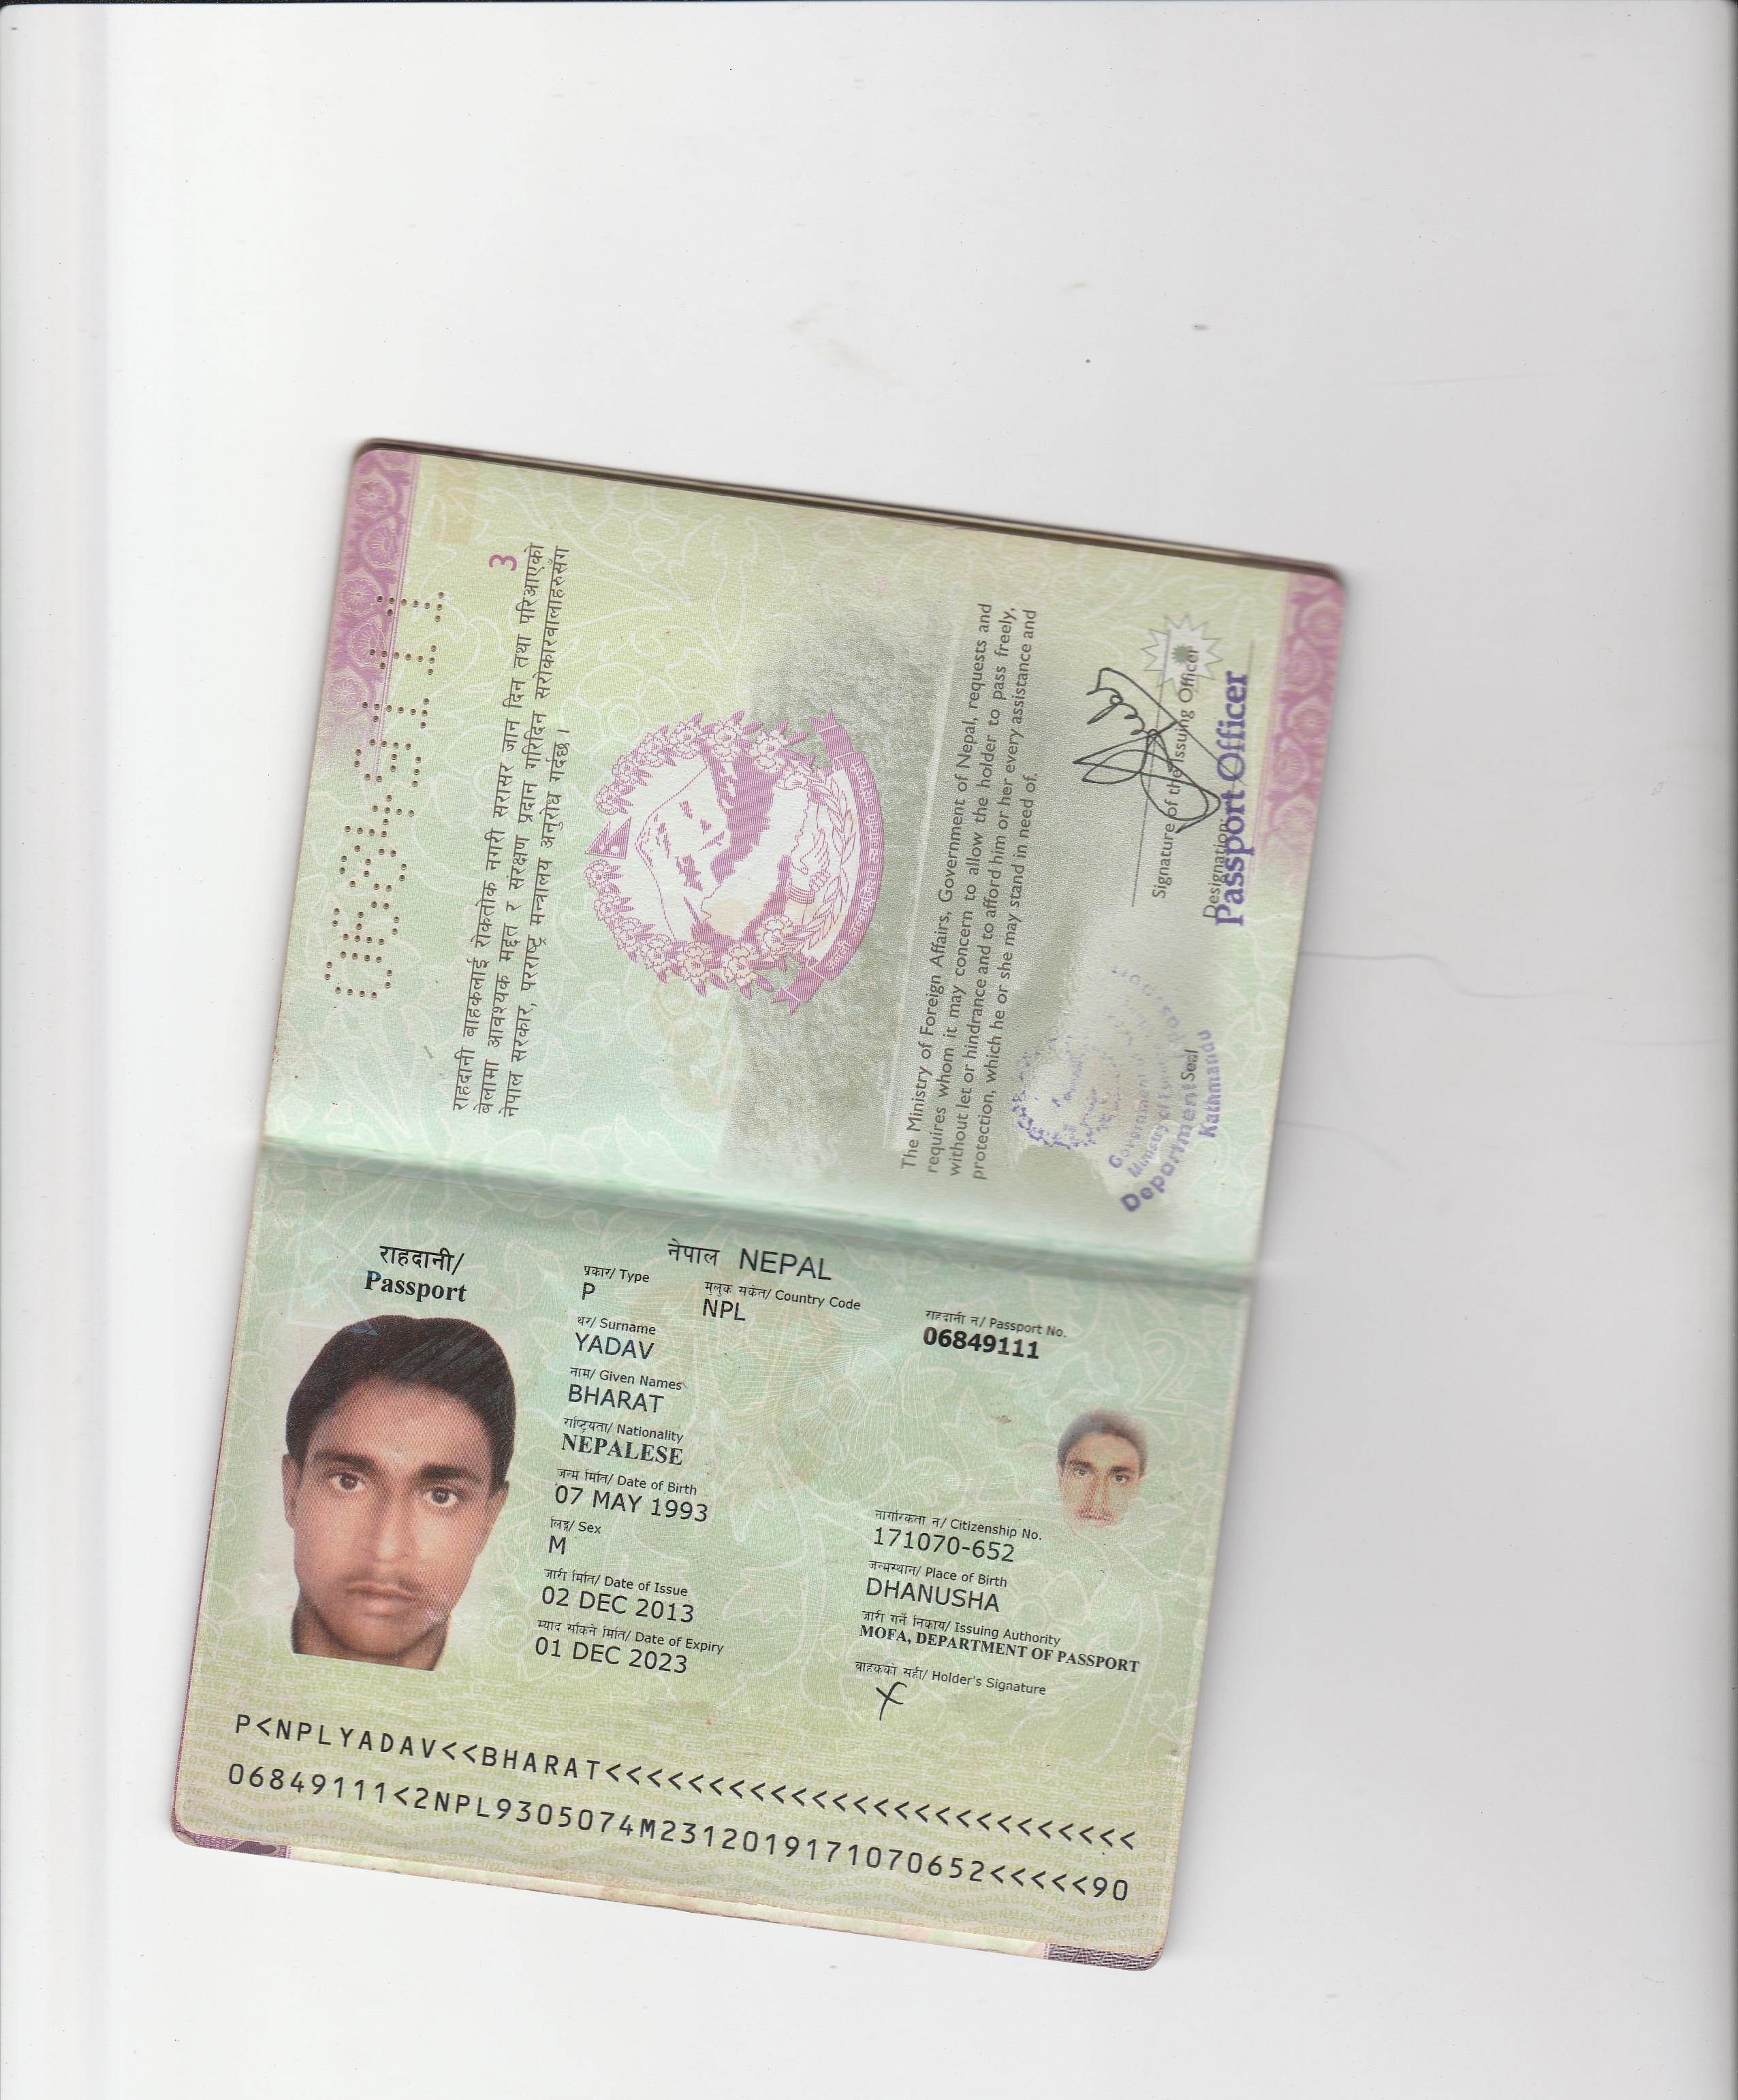 06849111
3
राहदानी वाहकलाई रोकतोक नगरी सरासर जान दिन तथा परिआएको
बेलामा आवश्यक मद्दत र संरक्षण प्रदान गरिदिन सरोकारवालाहरुसँग
नेपाल सरकार, परराष्ट्र मन्त्रालय अनुरोध गर्दछ ।
The Ministry of Foreign Affairs, Government of Nepal, requests and
requires whom it may concern to allow the holder to pass freely,
without let or hindrance and to afford him or her every assistance and
protection, which he or she may stand in need of.
Signature of the Issuing Officer
Designation:
Passport Officer
Government
Ministry of
Department
Seal
Kathmandu
राहदानी/
Passport
नेपाल NEPAL
प्रकार/ Type
P
मुलुक संकेत/ Country Code
NPL
राहदानी नं/ Passport No.
06849111
थर/ Surname
YADAV
नाम/ Given Names
BHARAT
राष्ट्रियता/ Nationality
NEPALESE
जन्म मिति/ Date of Birth
07 MAY 1993
नागरिकता नं/ Citizenship No.
171070-652
लिङ्ग/ Sex
M
जन्मस्थान/ Place of Birth
DHANUSHA
जारी मिति/ Date of Issue
02 DEC 2013
जारी गर्ने निकाय/ Issuing Authority
MOFA, DEPARTMENT OF PASSPORT
म्याद सकिने मिति/ Date of Expiry
01 DEC 2023
वाहकको सही/ Holder's Signature
P<NPLYADAV<<BHARAT<<<<<<<<<<<<<<<<<<<<<<<<<<
06849111<2NPL9305074M2312019171070652<<<<<90